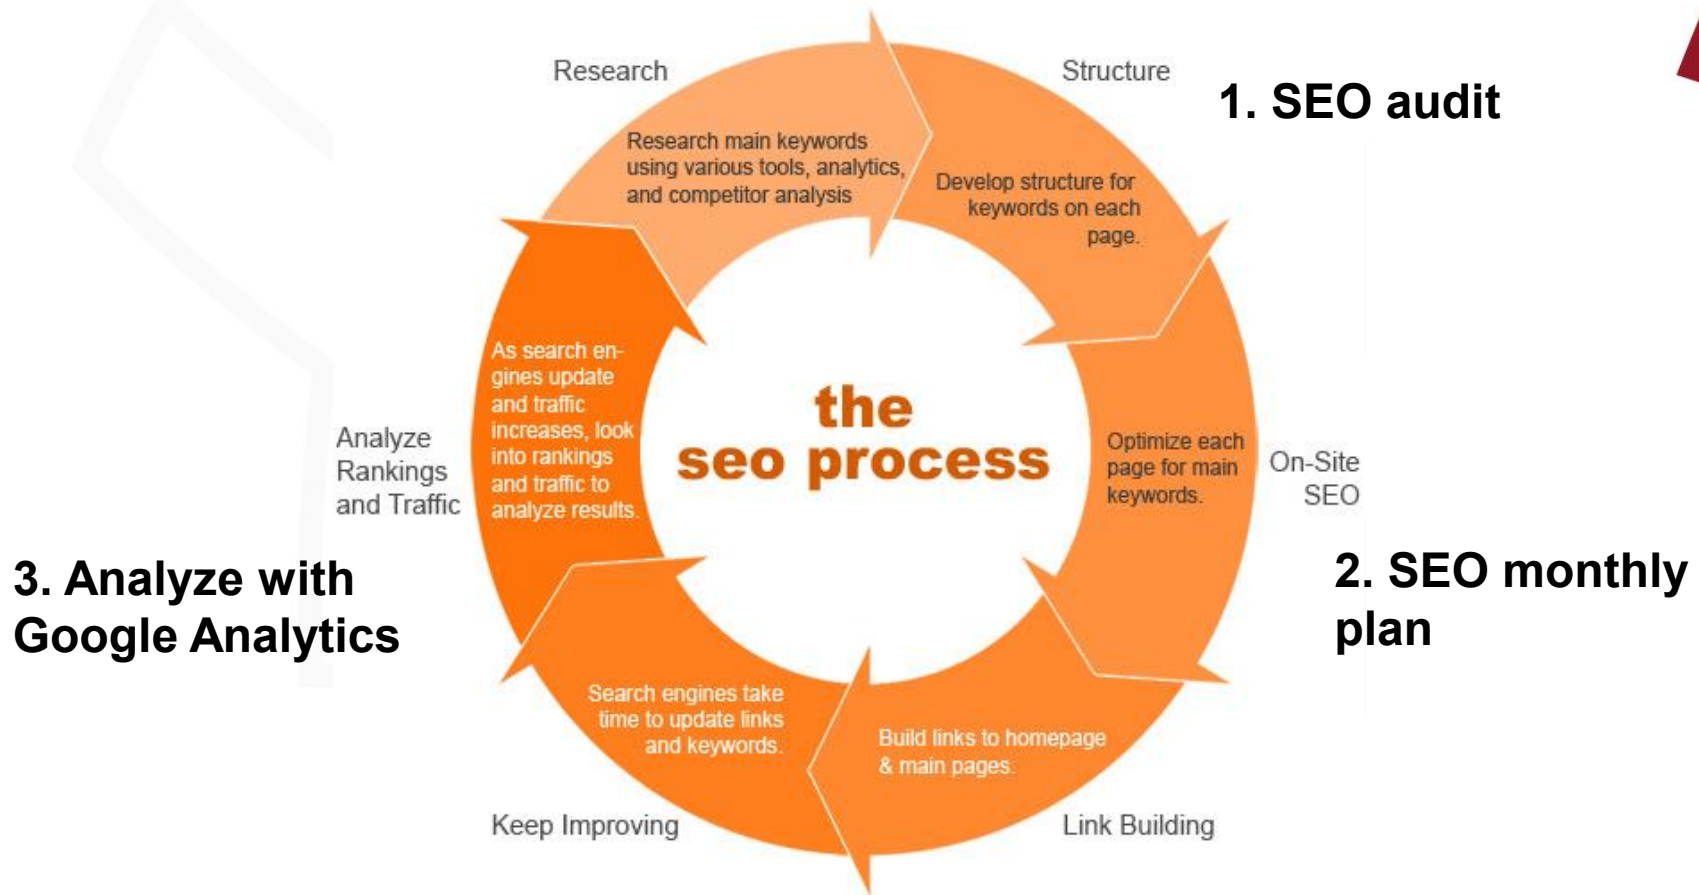 Research
Research main keywords
using various tools, analytics,
and competitor analysis
Structure
1. SEO audit
Develop structure for
keywords on each
page.
On-Site
SEO
Optimize each
page for main
keywords.
2. SEO monthly
plan
Link Building
Build links to homepage
& main pages.
Keep Improving
Search engines take
time to update links
and keywords.
Analyze
Rankings
and Traffic
As search en-
gines update
and traffic
increases, look
into rankings
and traffic to
analyze results.
3. Analyze with
Google Analytics
the
seo process